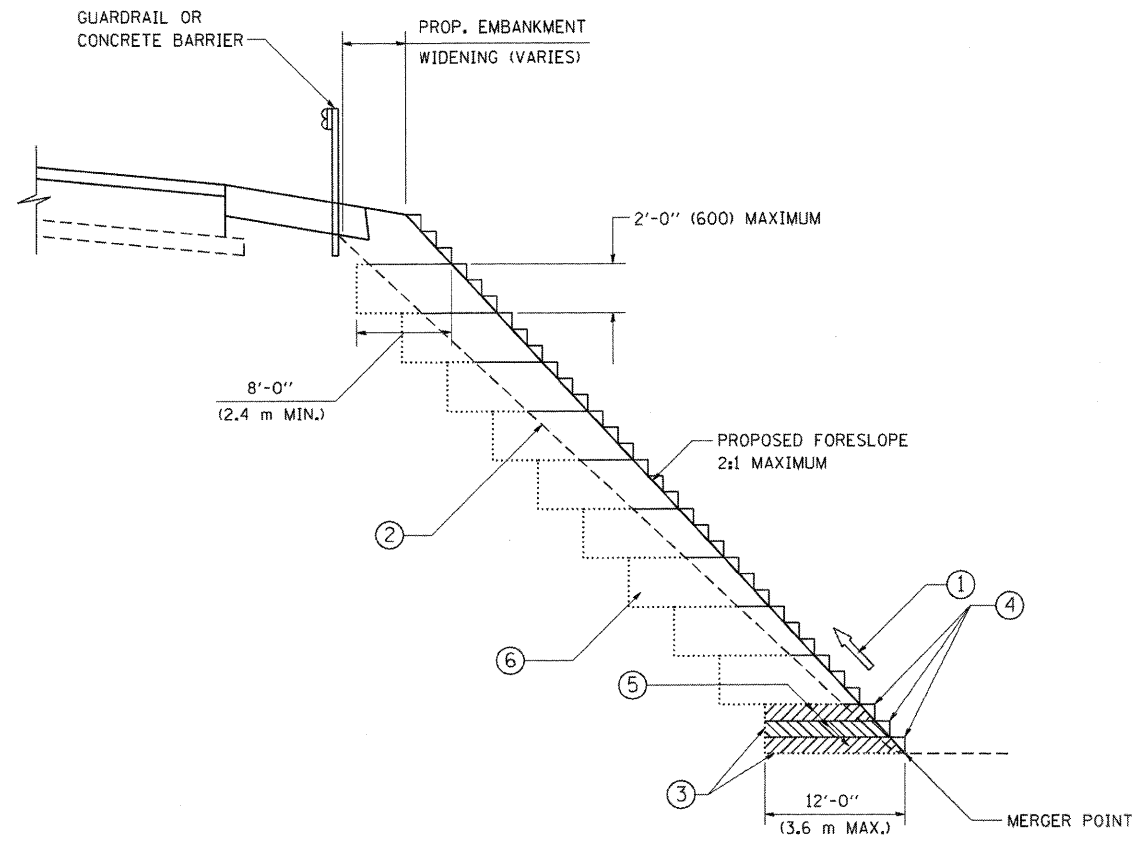 GUARDRAIL OR
CONCRETE BARRIER
PROP. EMBANKMENT
WIDENING (VARIES)
2'-0" (600) MAXIMUM
8'-0"
(2.4 m MIN.)
PROPOSED FORESLOPE
2:1 MAXIMUM
2
1
4
6
5
3
12'-0"
(3.6 m MAX.)
MERGER POINT